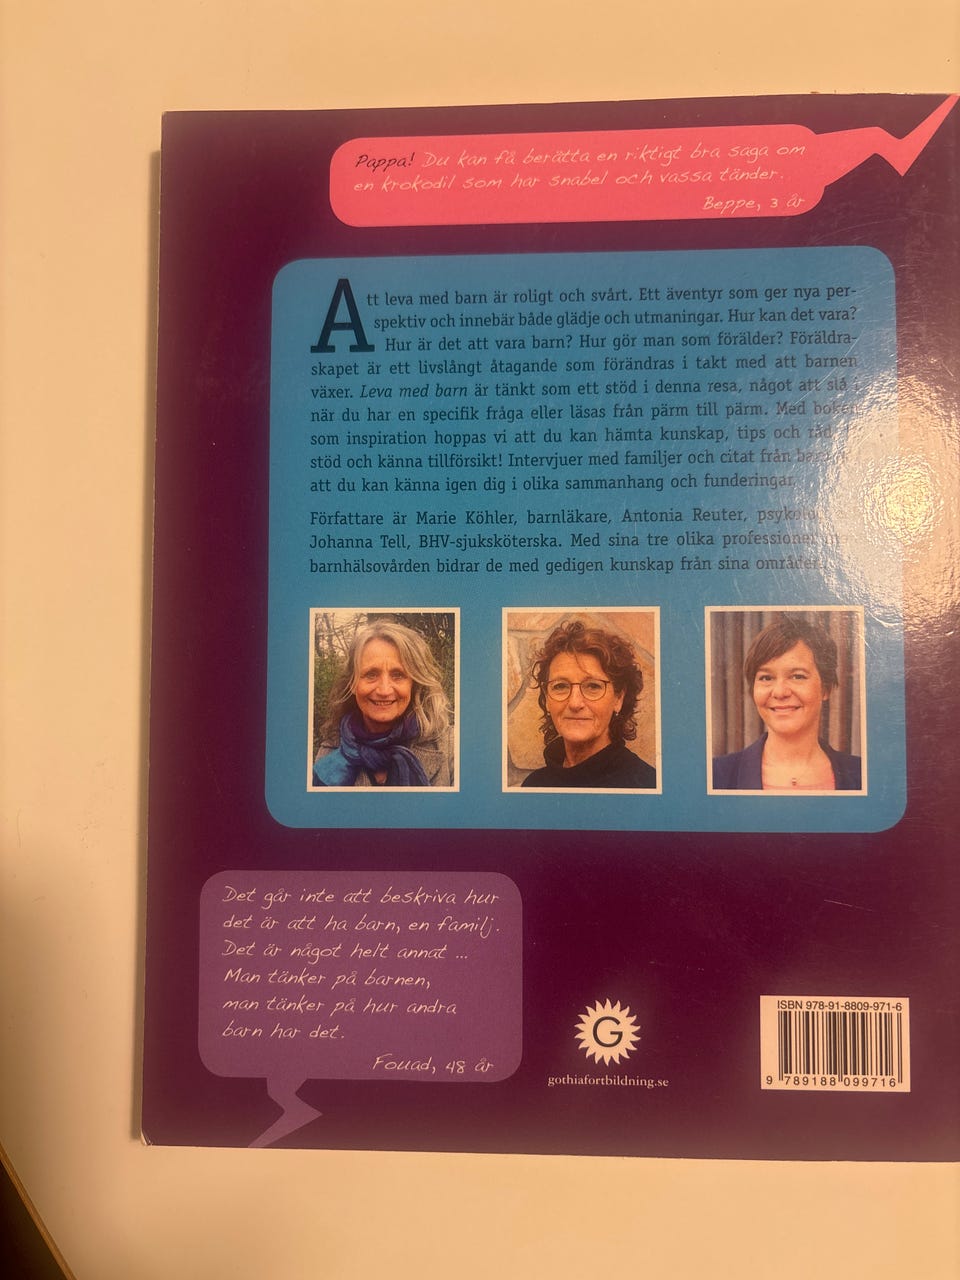 Pappa! Du kan få berätta en riktigt bra saga om
en krokodil som har snabel och vassa tänder.
Beppe, 3 år
Att leva med barn är roligt och svårt. Ett äventyr som ger nya per-
spektiv och innebär både glädje och utmaningar. Hur kan det vara?
Hur är det att vara barn? Hur gör man som förälder? Föräldra-
skapet är ett livslångt åtagande som förändras i takt med att barnen
växer. Leva med barn är tänkt som ett stöd i denna resa, något att slå i
när du har en specifik fråga eller läsas från pärm till pärm. Med boken
som inspiration hoppas vi att du kan hämta kunskap, tips och råd
stöd och känna tillförsikt! Intervjuer med familjer och citat från
att du kan känna igen dig i olika sammanhang och funderingar.
Författare är Marie Köhler, barnläkare, Antonia Reuter, psykolog
Johanna Tell, BHV-sjuksköterska. Med sina tre olika professioner
barnhälsovården bidrar de med gedigen kunskap från sina områden.
Det går inte att beskriva hur
det är att ha barn, en familj.
Det är något helt annat ...
Man tänker på barnen,
man tänker på hur andra
barn har det.
Fouad, 48 år
G
gothiafortbildning.se
ISBN 978-91-8809-971-6
9 789188 099716